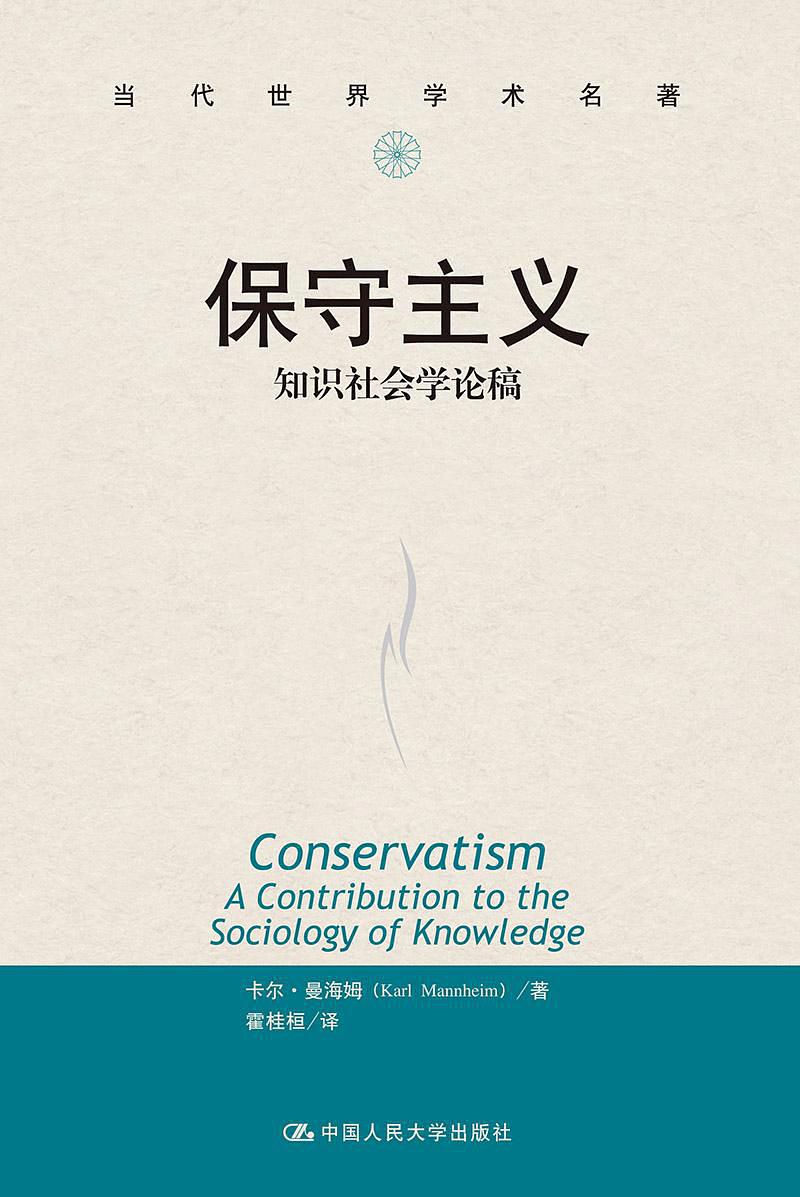 当代世界学术名著
保守主义
知识社会学论稿
Conservatism
A Contribution to the
Sociology of Knowledge
卡尔·曼海姆（Karl Mannheim）/著
霍桂桓/译
中国人民大学出版社